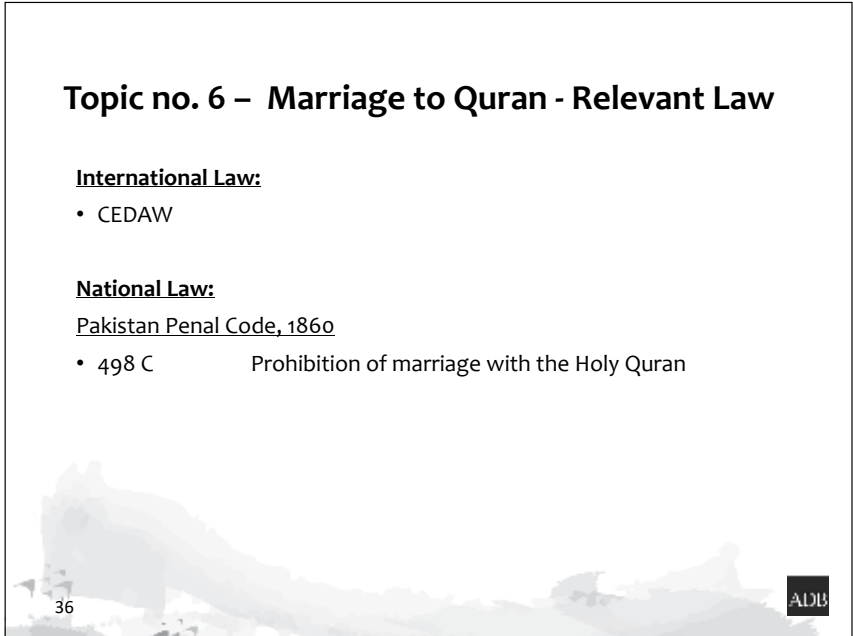 Topic no. 6 – Marriage to Quran - Relevant Law
International Law:
• CEDAW
National Law:
Pakistan Penal Code, 1860
• 498 C Prohibition of marriage with the Holy Quran
36
ADB